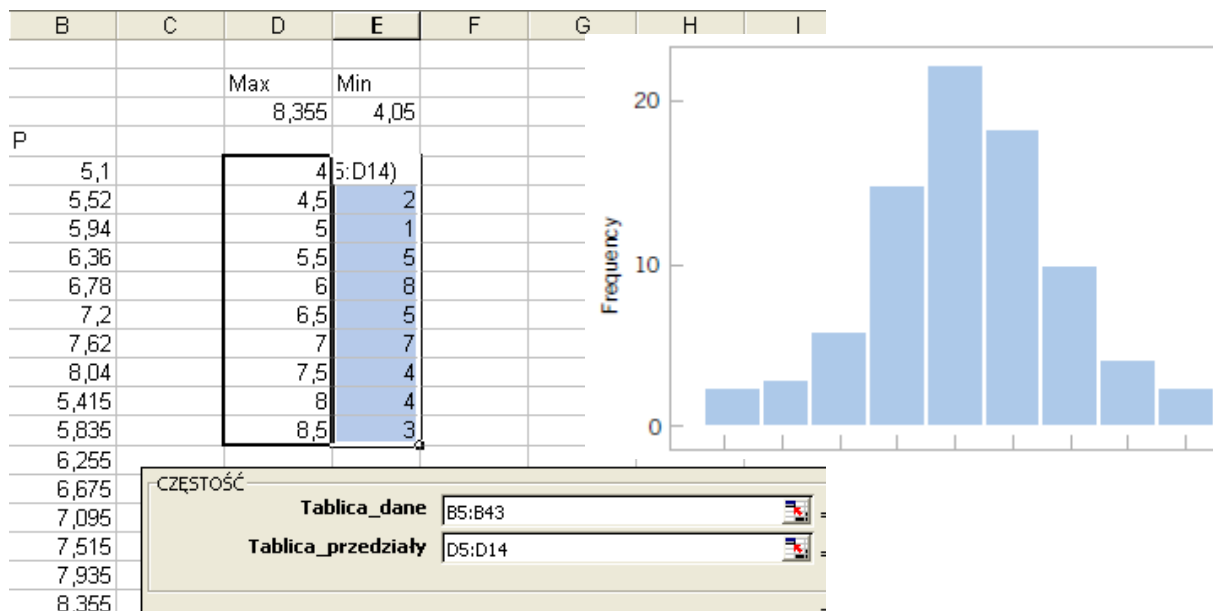 B C D E F G H I
Max Min
8,355 4,05
P
5,1 4 5:D14)
5,52 4,5 2
5,94 5 1
6,36 5,5 5
6,78 6 8
7,2 6,5 5
7,62 7 7
8,04 7,5 4
5,415 8 4
5,835 8,5 3
6,255
6,675
7,095
7,515
7,935
8,355
CZĘSTOŚĆ
Tablica_dane B5:B43 =
Tablica_przedziały D5:D14 =
Frequency
20
10
0